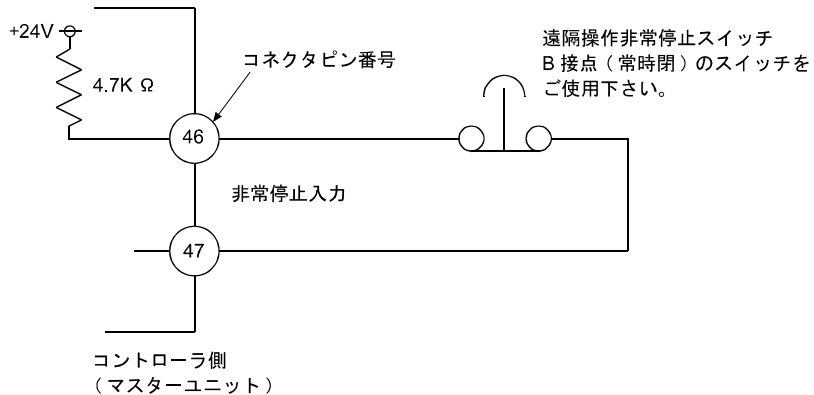 +24V
4.7K Ω
コネクタピン番号
遠隔操作非常停止スイッチ
B 接点（常時閉）のスイッチを
ご使用下さい。
46
非常停止入力
47
コントローラ側
（マスターユニット）